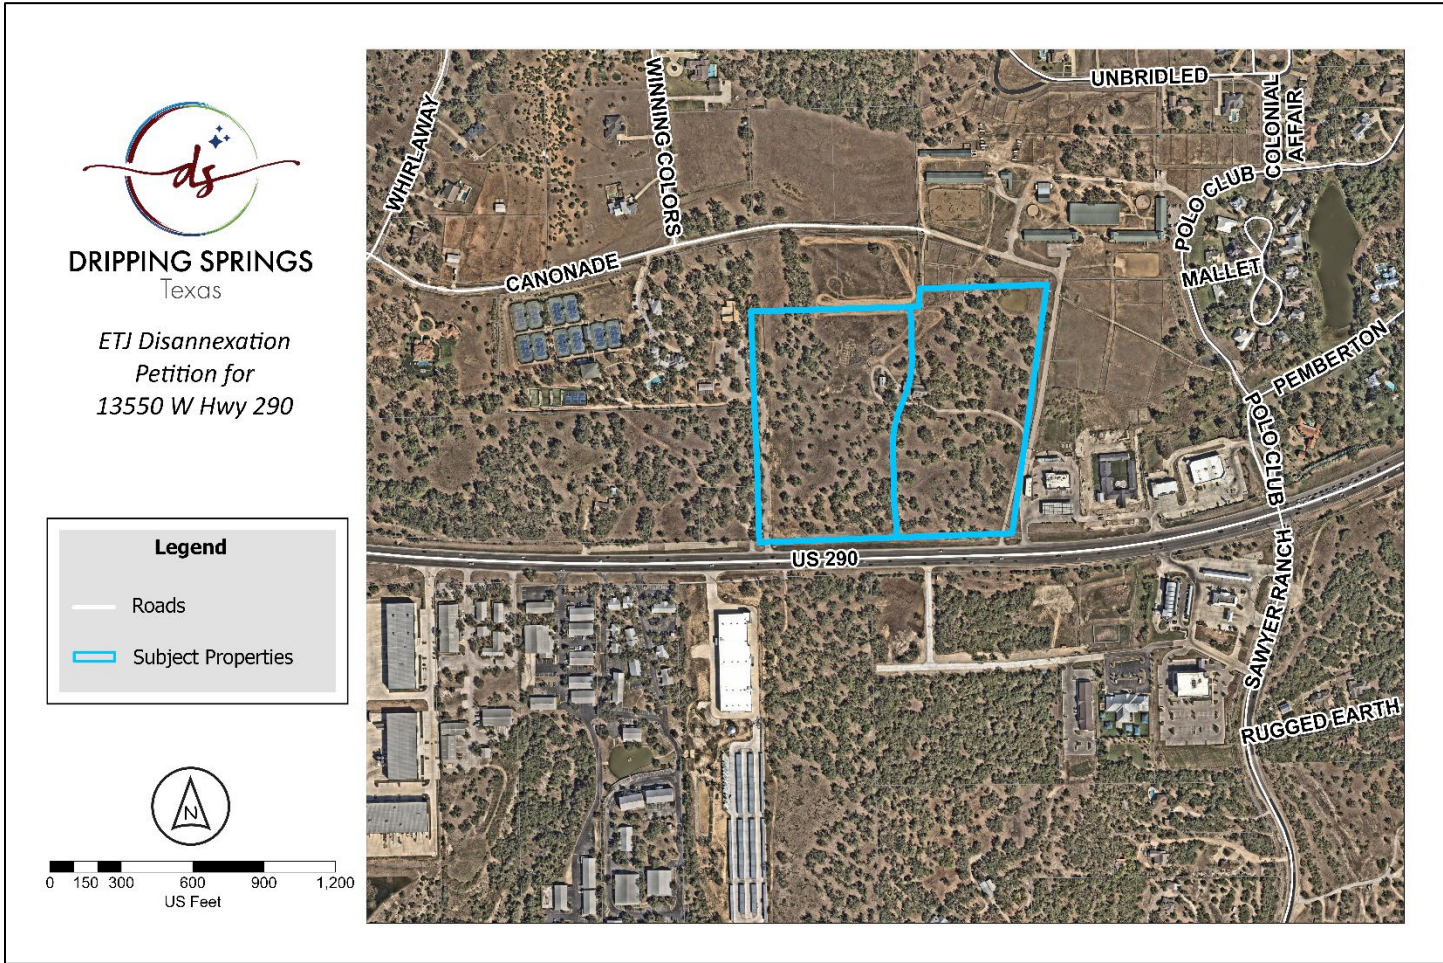 ds
DRIPPING SPRINGS
Texas
ETJ Disannexation
Petition for
13550 W Hwy 290
Legend
Roads
Subject Properties
N
0 150 300 600 900 1,200
US Feet
WHIRLAWAY
WINNING COLORS
CANONADE
UNBRIDLED
COLONIAL
AFFAIR
POLO CLUB
MALLET
PEMBERTON
POLO CLUB
US 290
SAWYER RANCH
RUGGED EARTH